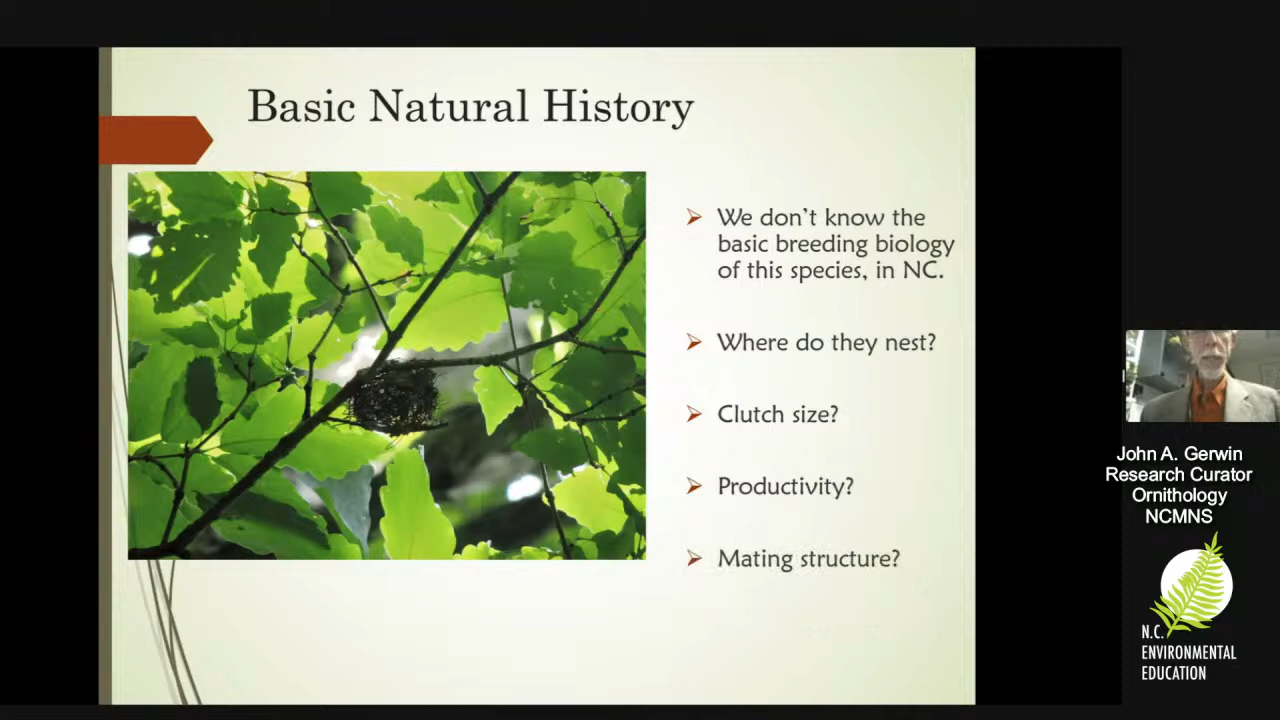 Basic Natural History
We don't know the
basic breeding biology
of this species, in NC.
Where do they nest?
Clutch size?
Productivity?
Mating structure?
John A. Gerwin
Research Curator
Ornithology
NCMNS
N.C.
ENVIRONMENTAL
EDUCATION